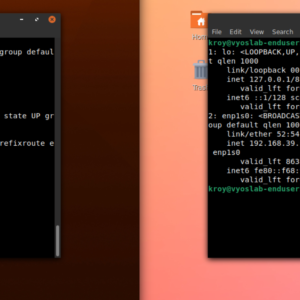 group defaul
state UP gr
refixroute e
Home
Trash
File Edit View Search
kroy@vyoslab-enduser
1: lo: <LOOPBACK,UP,
t qlen 1000
link/loopback 00
inet 127.0.0.1/8
valid_lft for
inet6 ::1/128 sc
valid_lft for
2: enp1s0: <BROADCAS
oup default qlen 100
link/ether 52:54
inet 192.168.39.
enp1s0
valid_lft 863
inet6 fe80::f68:
valid_lft for
kroy@vyoslab-enduser